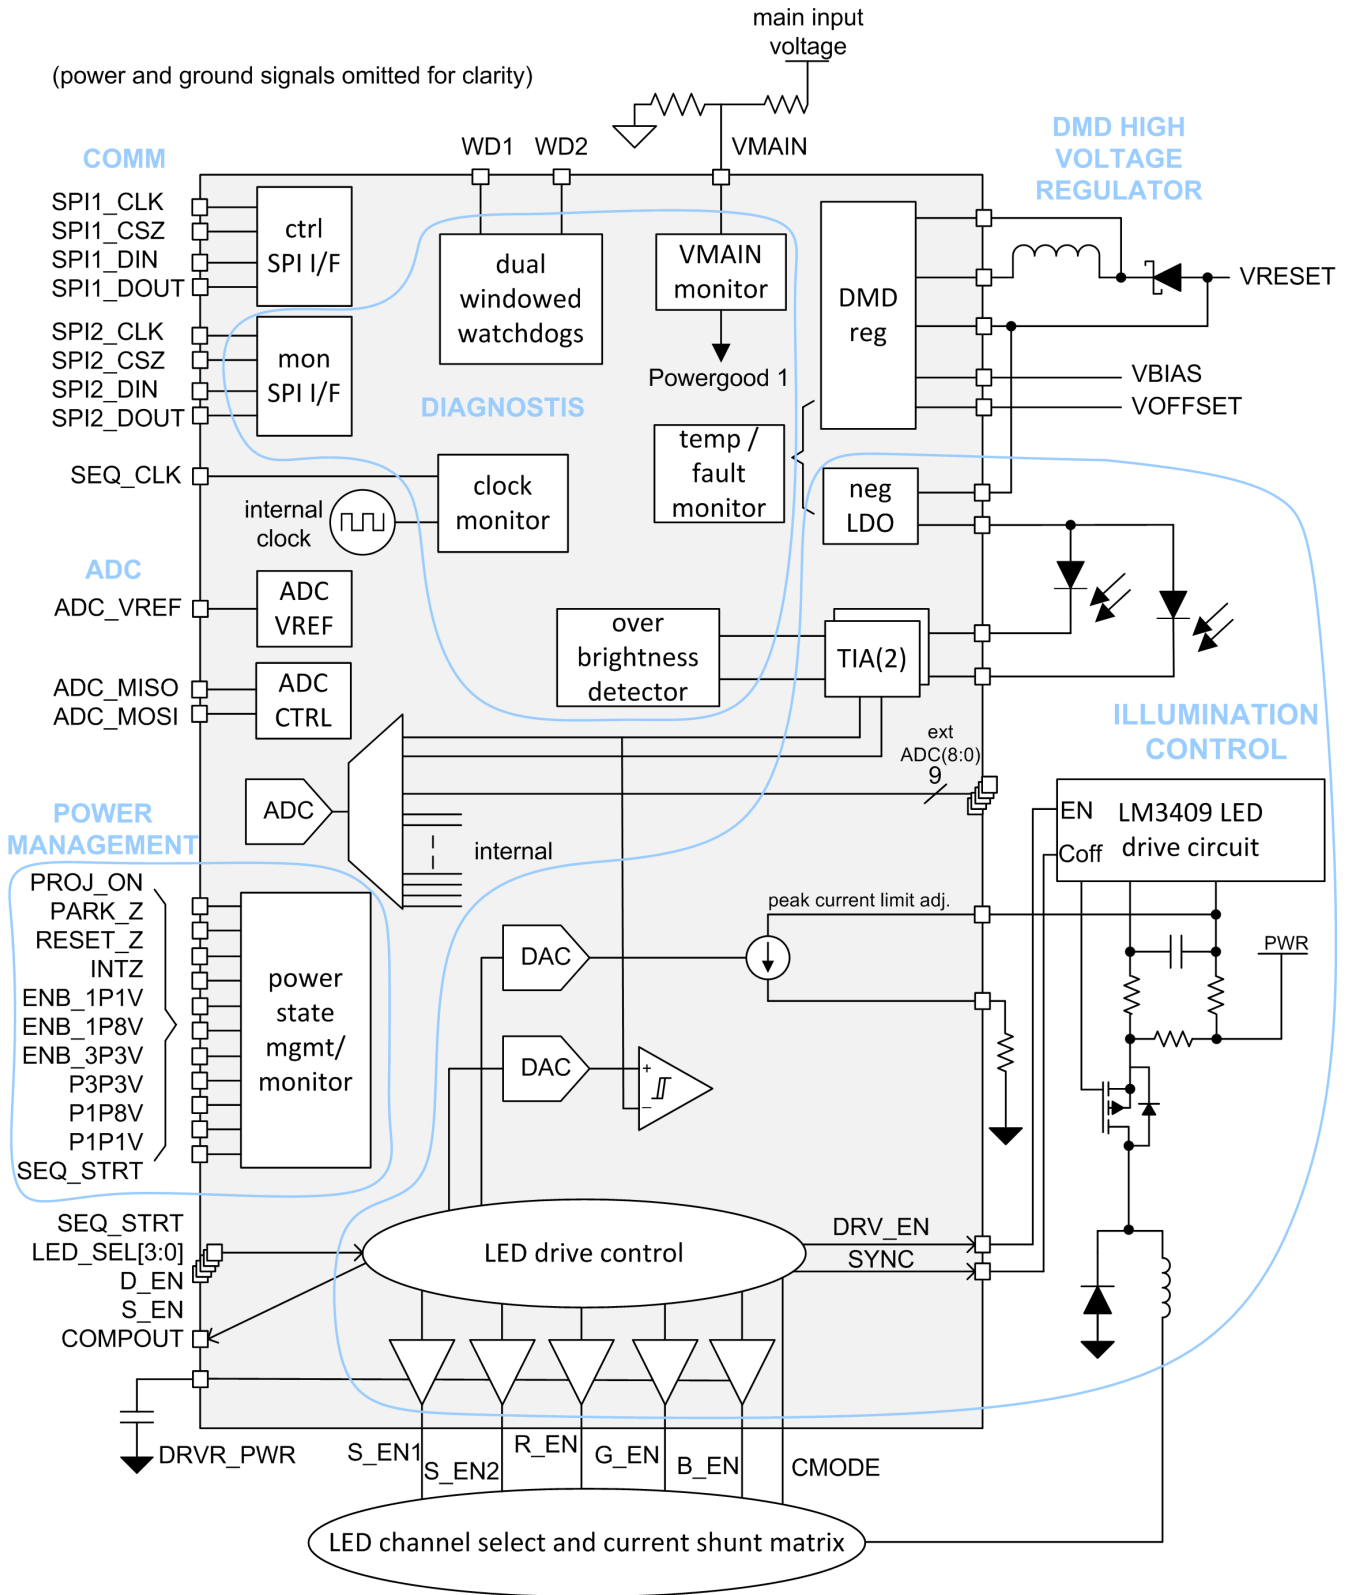 main input
voltage
(power and ground signals omitted for clarity)
COMM
WD1
WD2
VMAIN
DMD HIGH
VOLTAGE
REGULATOR
SPI1_CLK
SPI1_CSZ
SPI1_DIN
SPI1_DOUT
ctrl
SPI I/F
SPI2_CLK
SPI2_CSZ
SPI2_DIN
SPI2_DOUT
mon
SPI I/F
dual
windowed
watchdogs
VMAIN
monitor
Powergood 1
DMD
reg
VRESET
VBIAS
VOFFSET
DIAGNOSTIS
temp /
fault
monitor
neg
LDO
SEQ_CLK
internal
clock
clock
monitor
ADC
ADC_VREF
ADC
VREF
ADC_MISO
ADC_MOSI
ADC
CTRL
over
brightness
detector
TIA(2)
ILLUMINATION
CONTROL
ext
ADC(8:0)
9
ADC
internal
EN
Coff
LM3409 LED
drive circuit
POWER
MANAGEMENT
PROJ_ON
PARK_Z
RESET_Z
INTZ
ENB_1P1V
ENB_1P8V
ENB_3P3V
P3P3V
P1P8V
P1P1V
SEQ_STRT
power
state
mgmt/
monitor
peak current limit adj.
DAC
PWR
DAC
+
−
SEQ_STRT
LED_SEL[3:0]
D_EN
S_EN
COMPOUT
LED drive control
DRV_EN
SYNC
DRVR_PWR
S_EN1
S_EN2
R_EN
G_EN
B_EN
CMODE
LED channel select and current shunt matrix